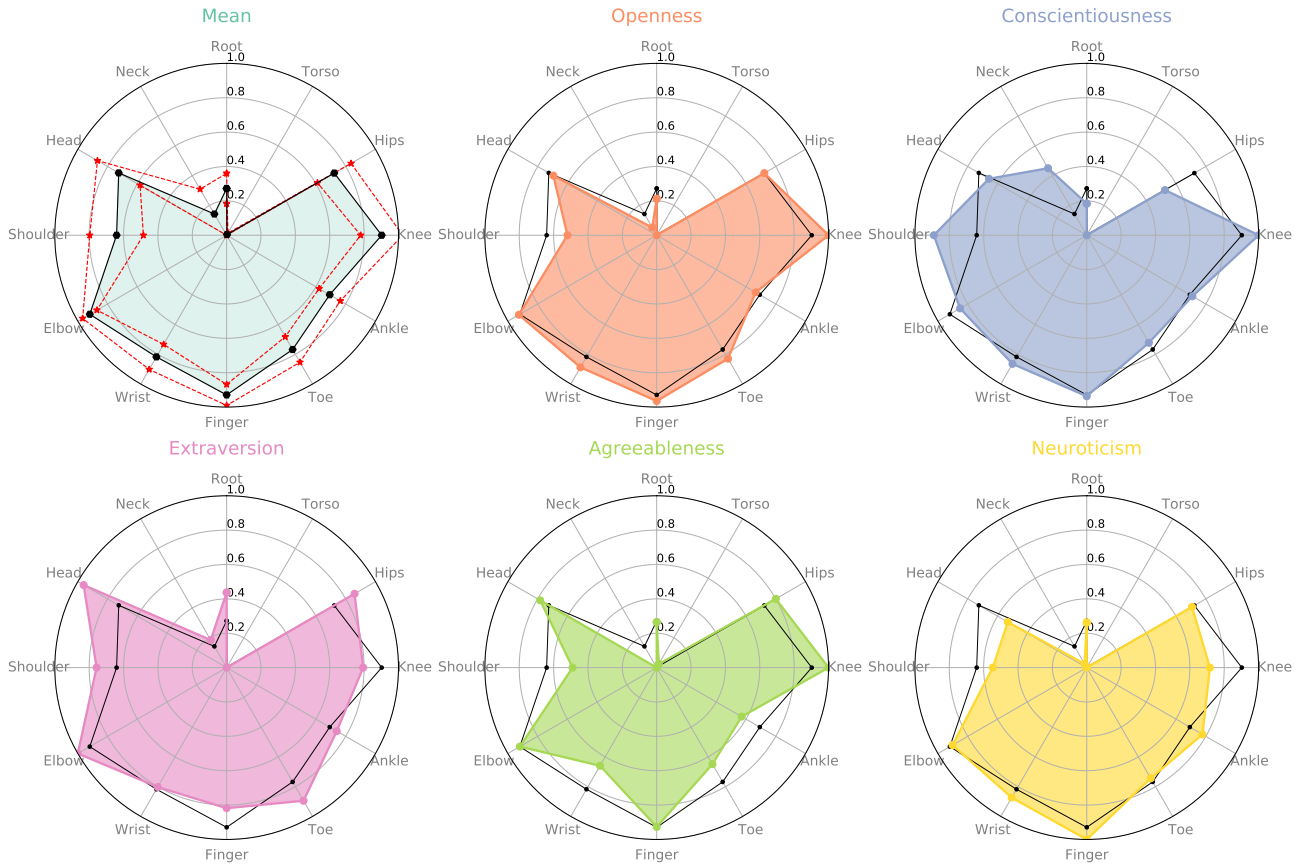 Mean
Root
1.0
Torso
Neck
0.8
0.6
Head
Hips
0.4
0.2
Shoulder
Knee
Elbow
Ankle
Wrist
Toe
Finger
Openness
Root
1.0
Torso
Neck
0.8
0.6
Head
Hips
0.4
0.2
Shoulder
Knee
Elbow
Ankle
Wrist
Toe
Finger
Conscientiousness
Root
1.0
Torso
Neck
0.8
0.6
Head
Hips
0.4
0.2
Shoulder
Knee
Elbow
Ankle
Wrist
Toe
Finger
Extraversion
Root
1.0
Torso
Neck
0.8
0.6
Head
Hips
0.4
0.2
Shoulder
Knee
Elbow
Ankle
Wrist
Toe
Finger
Agreeableness
Root
1.0
Torso
Neck
0.8
0.6
Head
Hips
0.4
0.2
Shoulder
Knee
Elbow
Ankle
Wrist
Toe
Finger
Neuroticism
Root
1.0
Torso
Neck
0.8
0.6
Head
Hips
0.4
0.2
Shoulder
Knee
Elbow
Ankle
Wrist
Toe
Finger